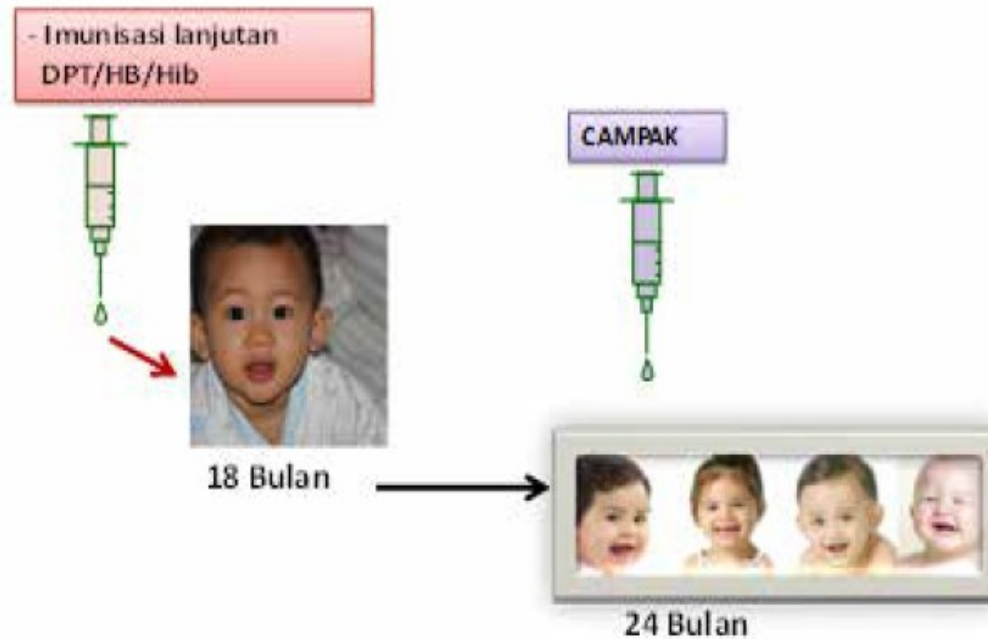 - Imunisasi lanjutan
DPT/HB/Hib
CAMPAK
18 Bulan
24 Bulan